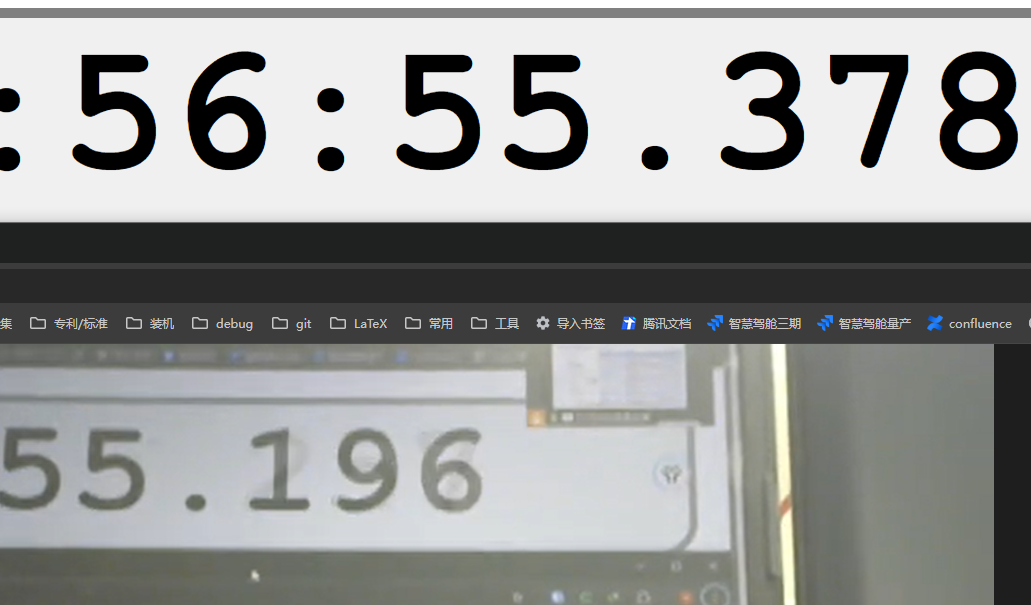 :56:55.378
集 专利/标准 装机 debug git LaTeX 常用 工具 导入书签 腾讯文档 智慧驾舱三期 智慧驾舱量产 confluence
55.196